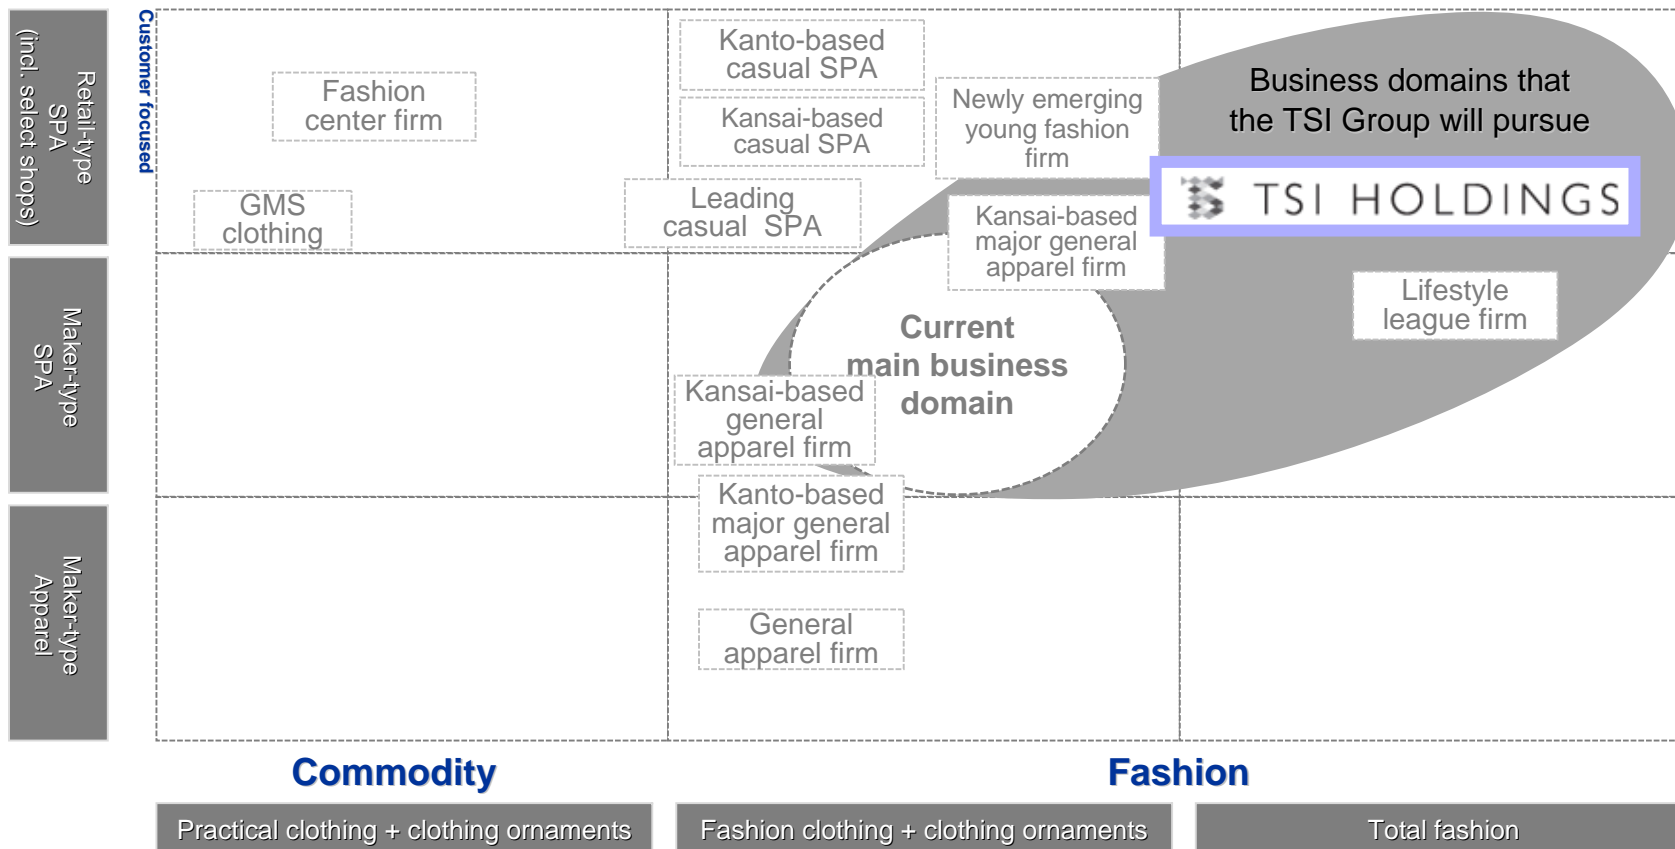 Retail-type
SPA
(incl. select shops)
Customer focused
Fashion
center firm
GMS
clothing
Kanto-based
casual SPA
Kansai-based
casual SPA
Leading
casual SPA
Newly emerging
young fashion
firm
Business domains that
the TSI Group will pursue
TSI HOLDINGS
Kansai-based
major general
apparel firm
Lifestyle
league firm
Maker-type
SPA
Current
main business
domain
Kansai-based
general
apparel firm
Kanto-based
major general
apparel firm
Maker-type
Apparel
General
apparel firm
Commodity
Fashion
Practical clothing + clothing ornaments
Fashion clothing + clothing ornaments
Total fashion